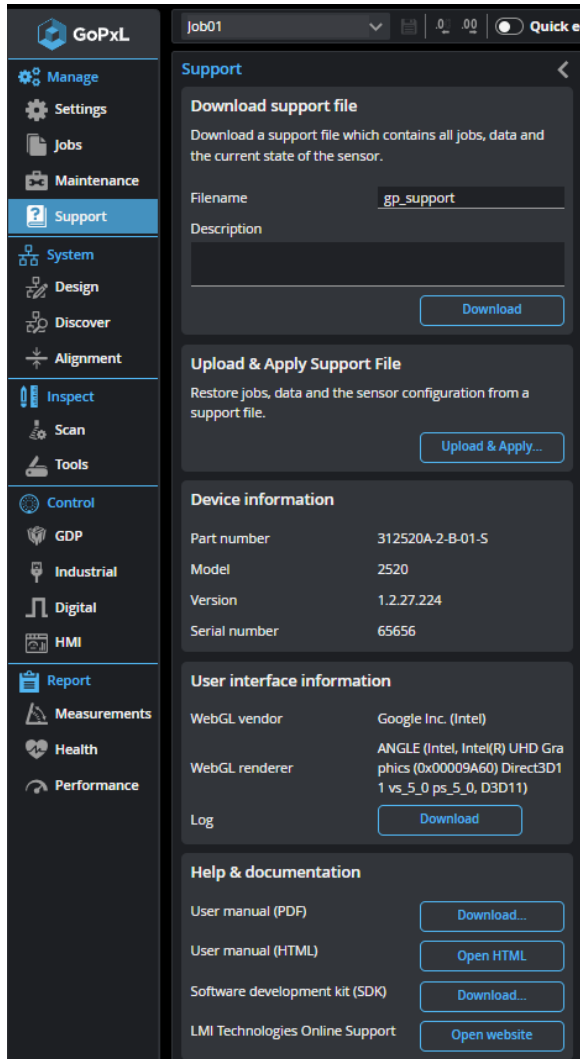 GoPxL
Manage
Settings
Jobs
Maintenance
Support
System
Design
Discover
Alignment
Inspect
Scan
Tools
Control
GDP
Industrial
Digital
HMI
Report
Measurements
Health
Performance
Job01
.0
.00
Quick e
Support
Download support file
Download a support file which contains all jobs, data and
the current state of the sensor.
Filename
gp_support
Description
Download
Upload & Apply Support File
Restore jobs, data and the sensor configuration from a
support file.
Upload & Apply...
Device information
Part number 312520A-2-B-01-S
Model 2520
Version 1.2.27.224
Serial number 65656
User interface information
WebGL vendor Google Inc. (Intel)
WebGL renderer
ANGLE (Intel, Intel(R) UHD Gra
phics (0x00009A60) Direct3D1
1 vs_5_0 ps_5_0, D3D11)
Log Download
Help & documentation
User manual (PDF) Download...
User manual (HTML) Open HTML
Software development kit (SDK) Download...
LMI Technologies Online Support Open website